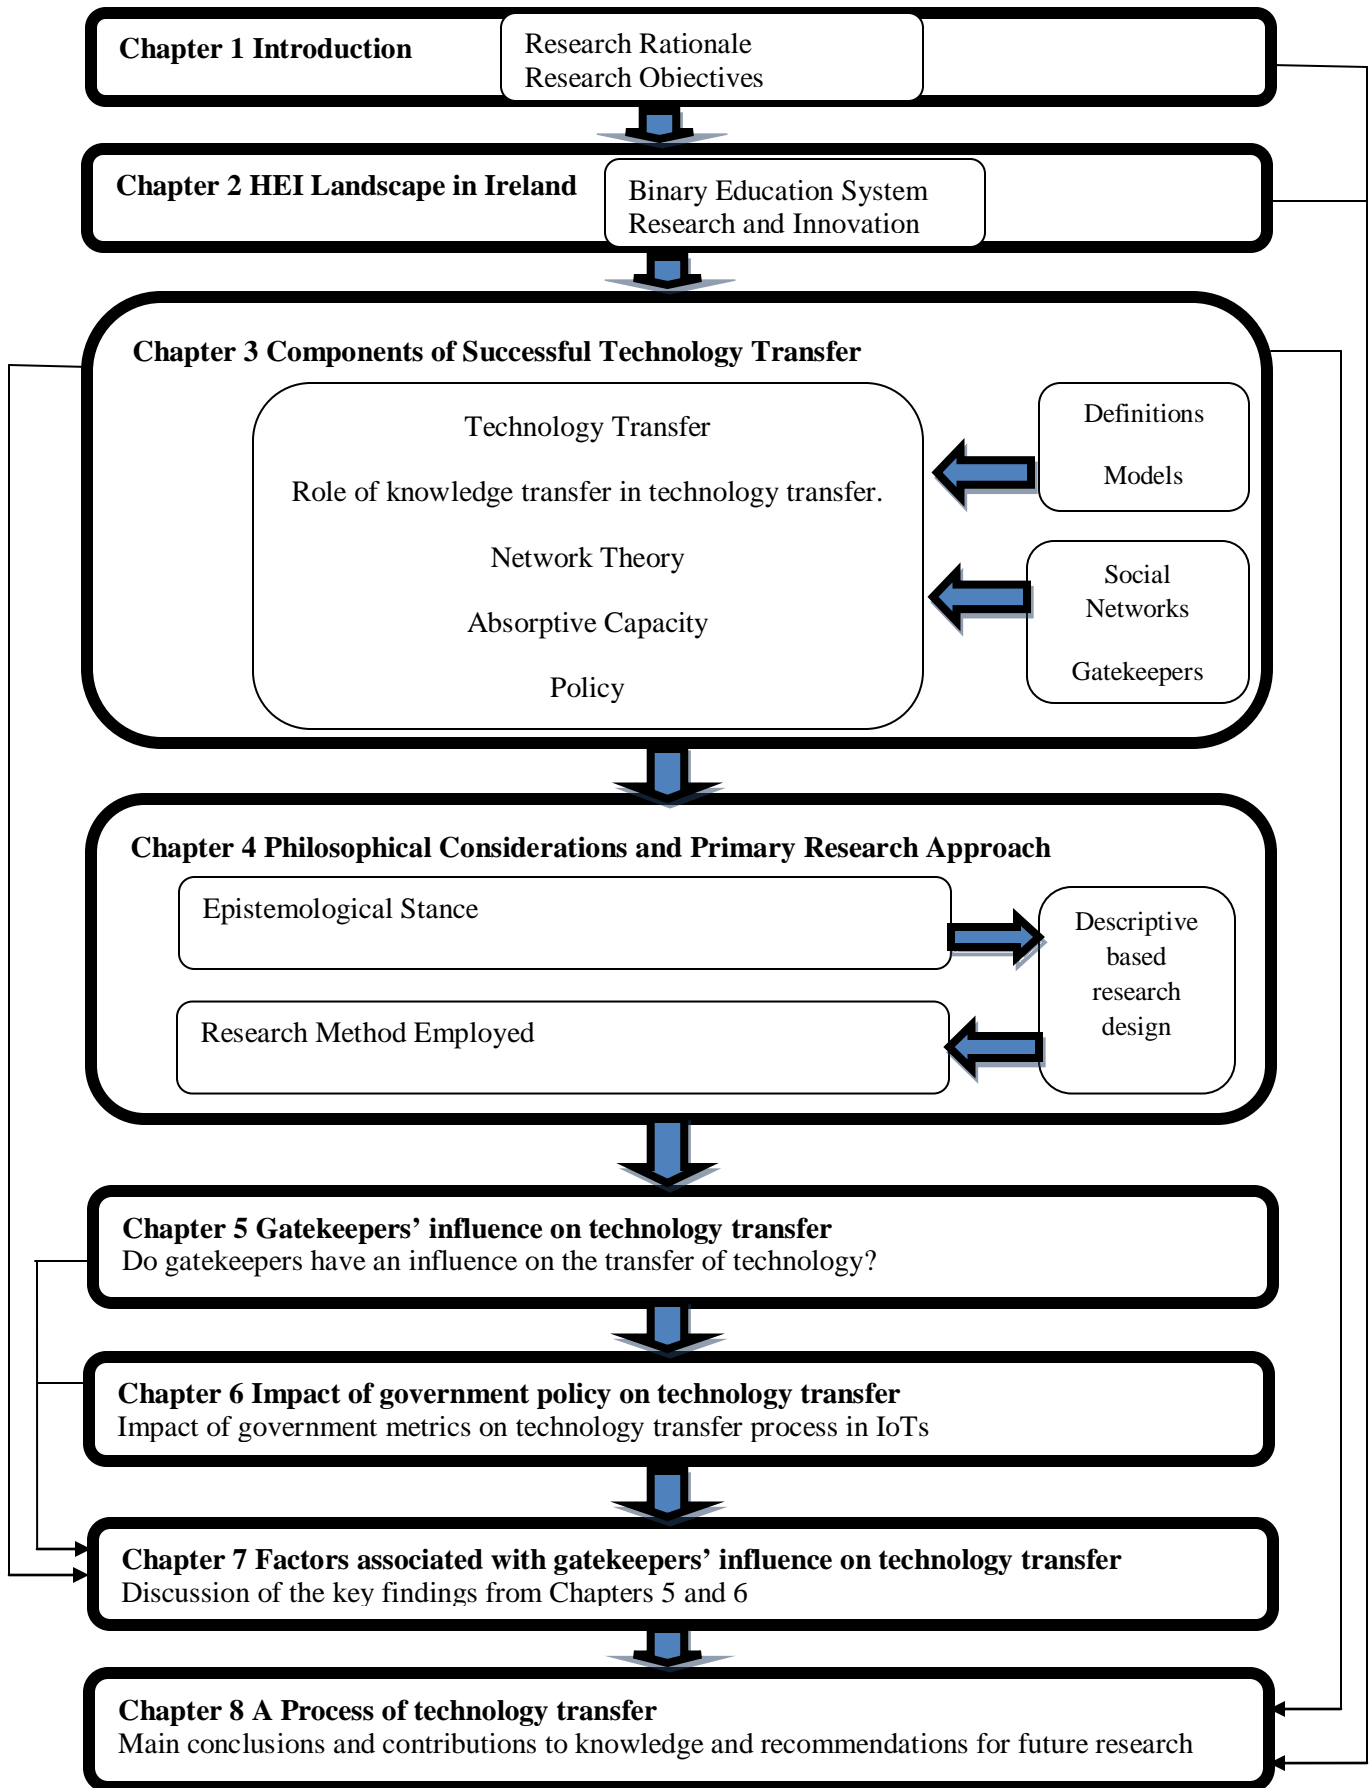 Chapter 1 Introduction
Research Rationale
Research Objectives
Chapter 2 HEI Landscape in Ireland
Binary Education System
Research and Innovation
Chapter 3 Components of Successful Technology Transfer
Technology Transfer
Role of knowledge transfer in technology transfer.
Network Theory
Absorptive Capacity
Policy
Definitions
Models
Social
Networks
Gatekeepers
Chapter 4 Philosophical Considerations and Primary Research Approach
Epistemological Stance
Research Method Employed
Descriptive
based
research
design
Chapter 5 Gatekeepers’ influence on technology transfer
Do gatekeepers have an influence on the transfer of technology?
Chapter 6 Impact of government policy on technology transfer
Impact of government metrics on technology transfer process in IoTs
Chapter 7 Factors associated with gatekeepers’ influence on technology transfer
Discussion of the key findings from Chapters 5 and 6
Chapter 8 A Process of technology transfer
Main conclusions and contributions to knowledge and recommendations for future research